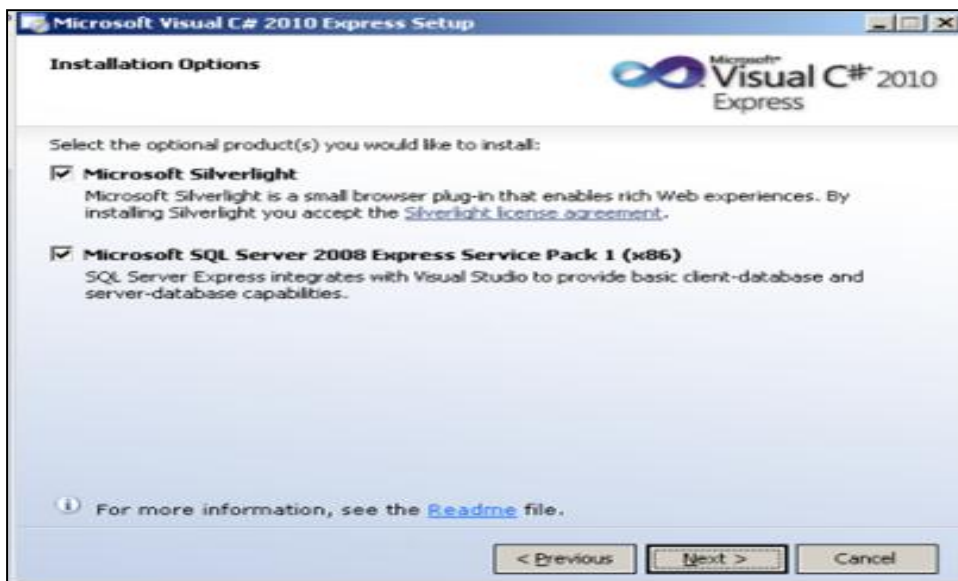 Microsoft Visual C# 2010 Express Setup
Installation Options
Microsoft®
Visual C# 2010
Express
Select the optional product(s) you would like to install:
Microsoft Silverlight
Microsoft Silverlight is a small browser plug-in that enables rich Web experiences. By
installing Silverlight you accept the Silverlight license agreement.
Microsoft SQL Server 2008 Express Service Pack 1 (x86)
SQL Server Express integrates with Visual Studio to provide basic client-database and
server-database capabilities.
For more information, see the Readme file.
< Previous
Next >
Cancel